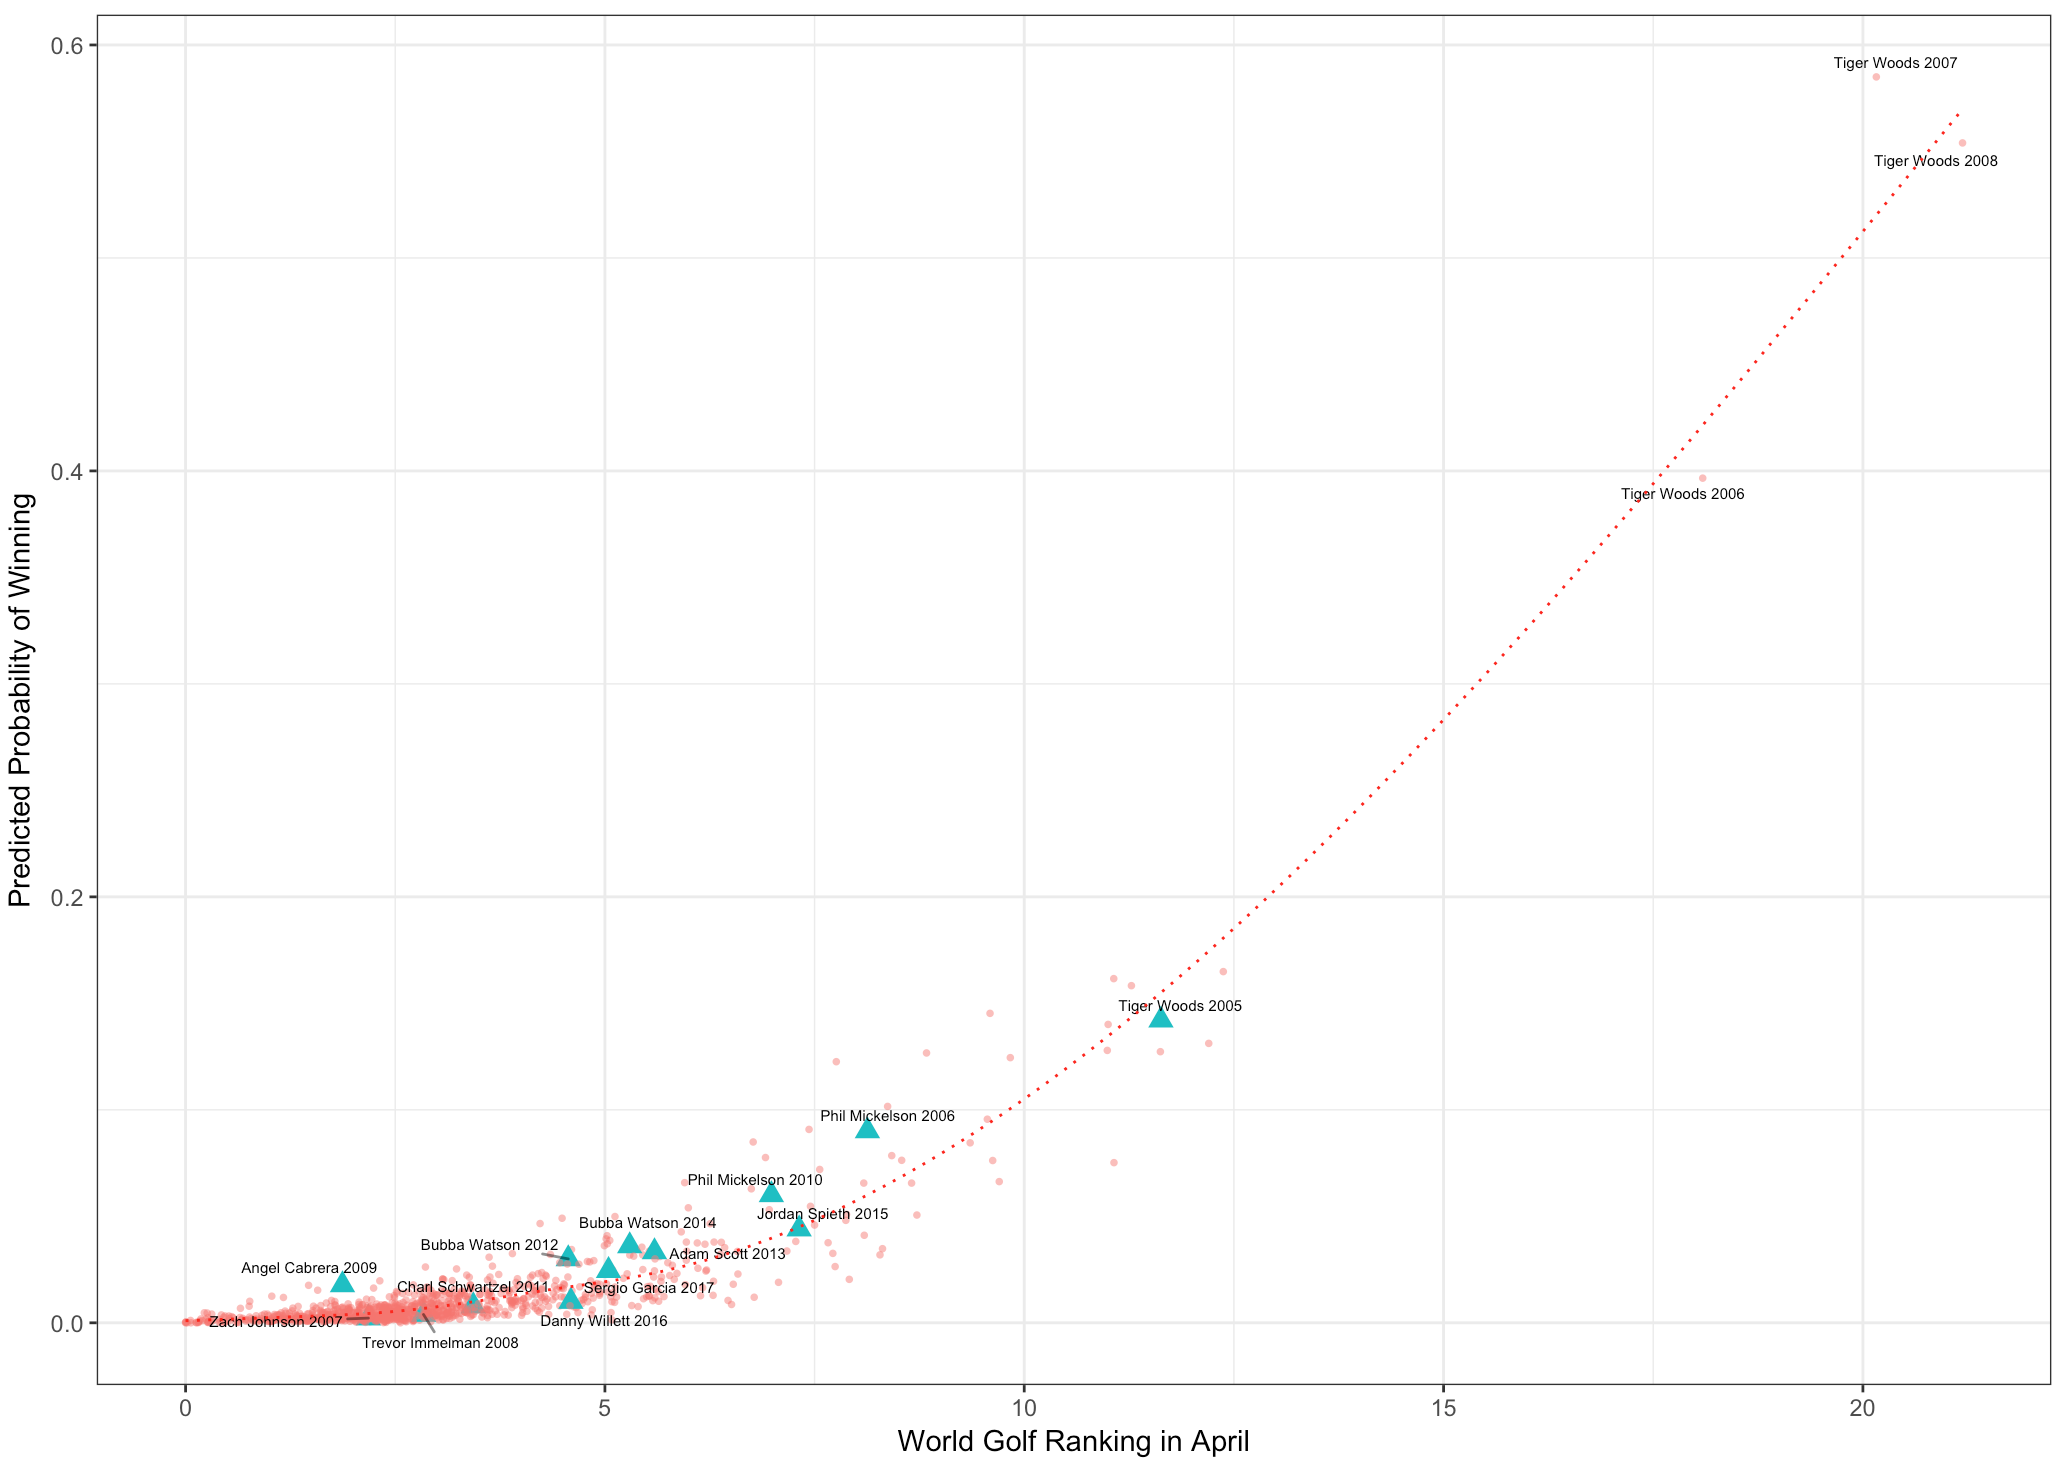 0.6
0.4
0.2
0.0
Predicted Probability of Winning
Tiger Woods 2007
Tiger Woods 2008
Tiger Woods 2006
Tiger Woods 2005
Phil Mickelson 2006
Phil Mickelson 2010
Jordan Spieth 2015
Bubba Watson 2014
Bubba Watson 2012
Adam Scott 2013
Angel Cabrera 2009
Charl Schwartzel 2011
Sergio Garcia 2017
Zach Johnson 2007
Danny Willett 2016
Trevor Immelman 2008
0
5
10
15
20
World Golf Ranking in April